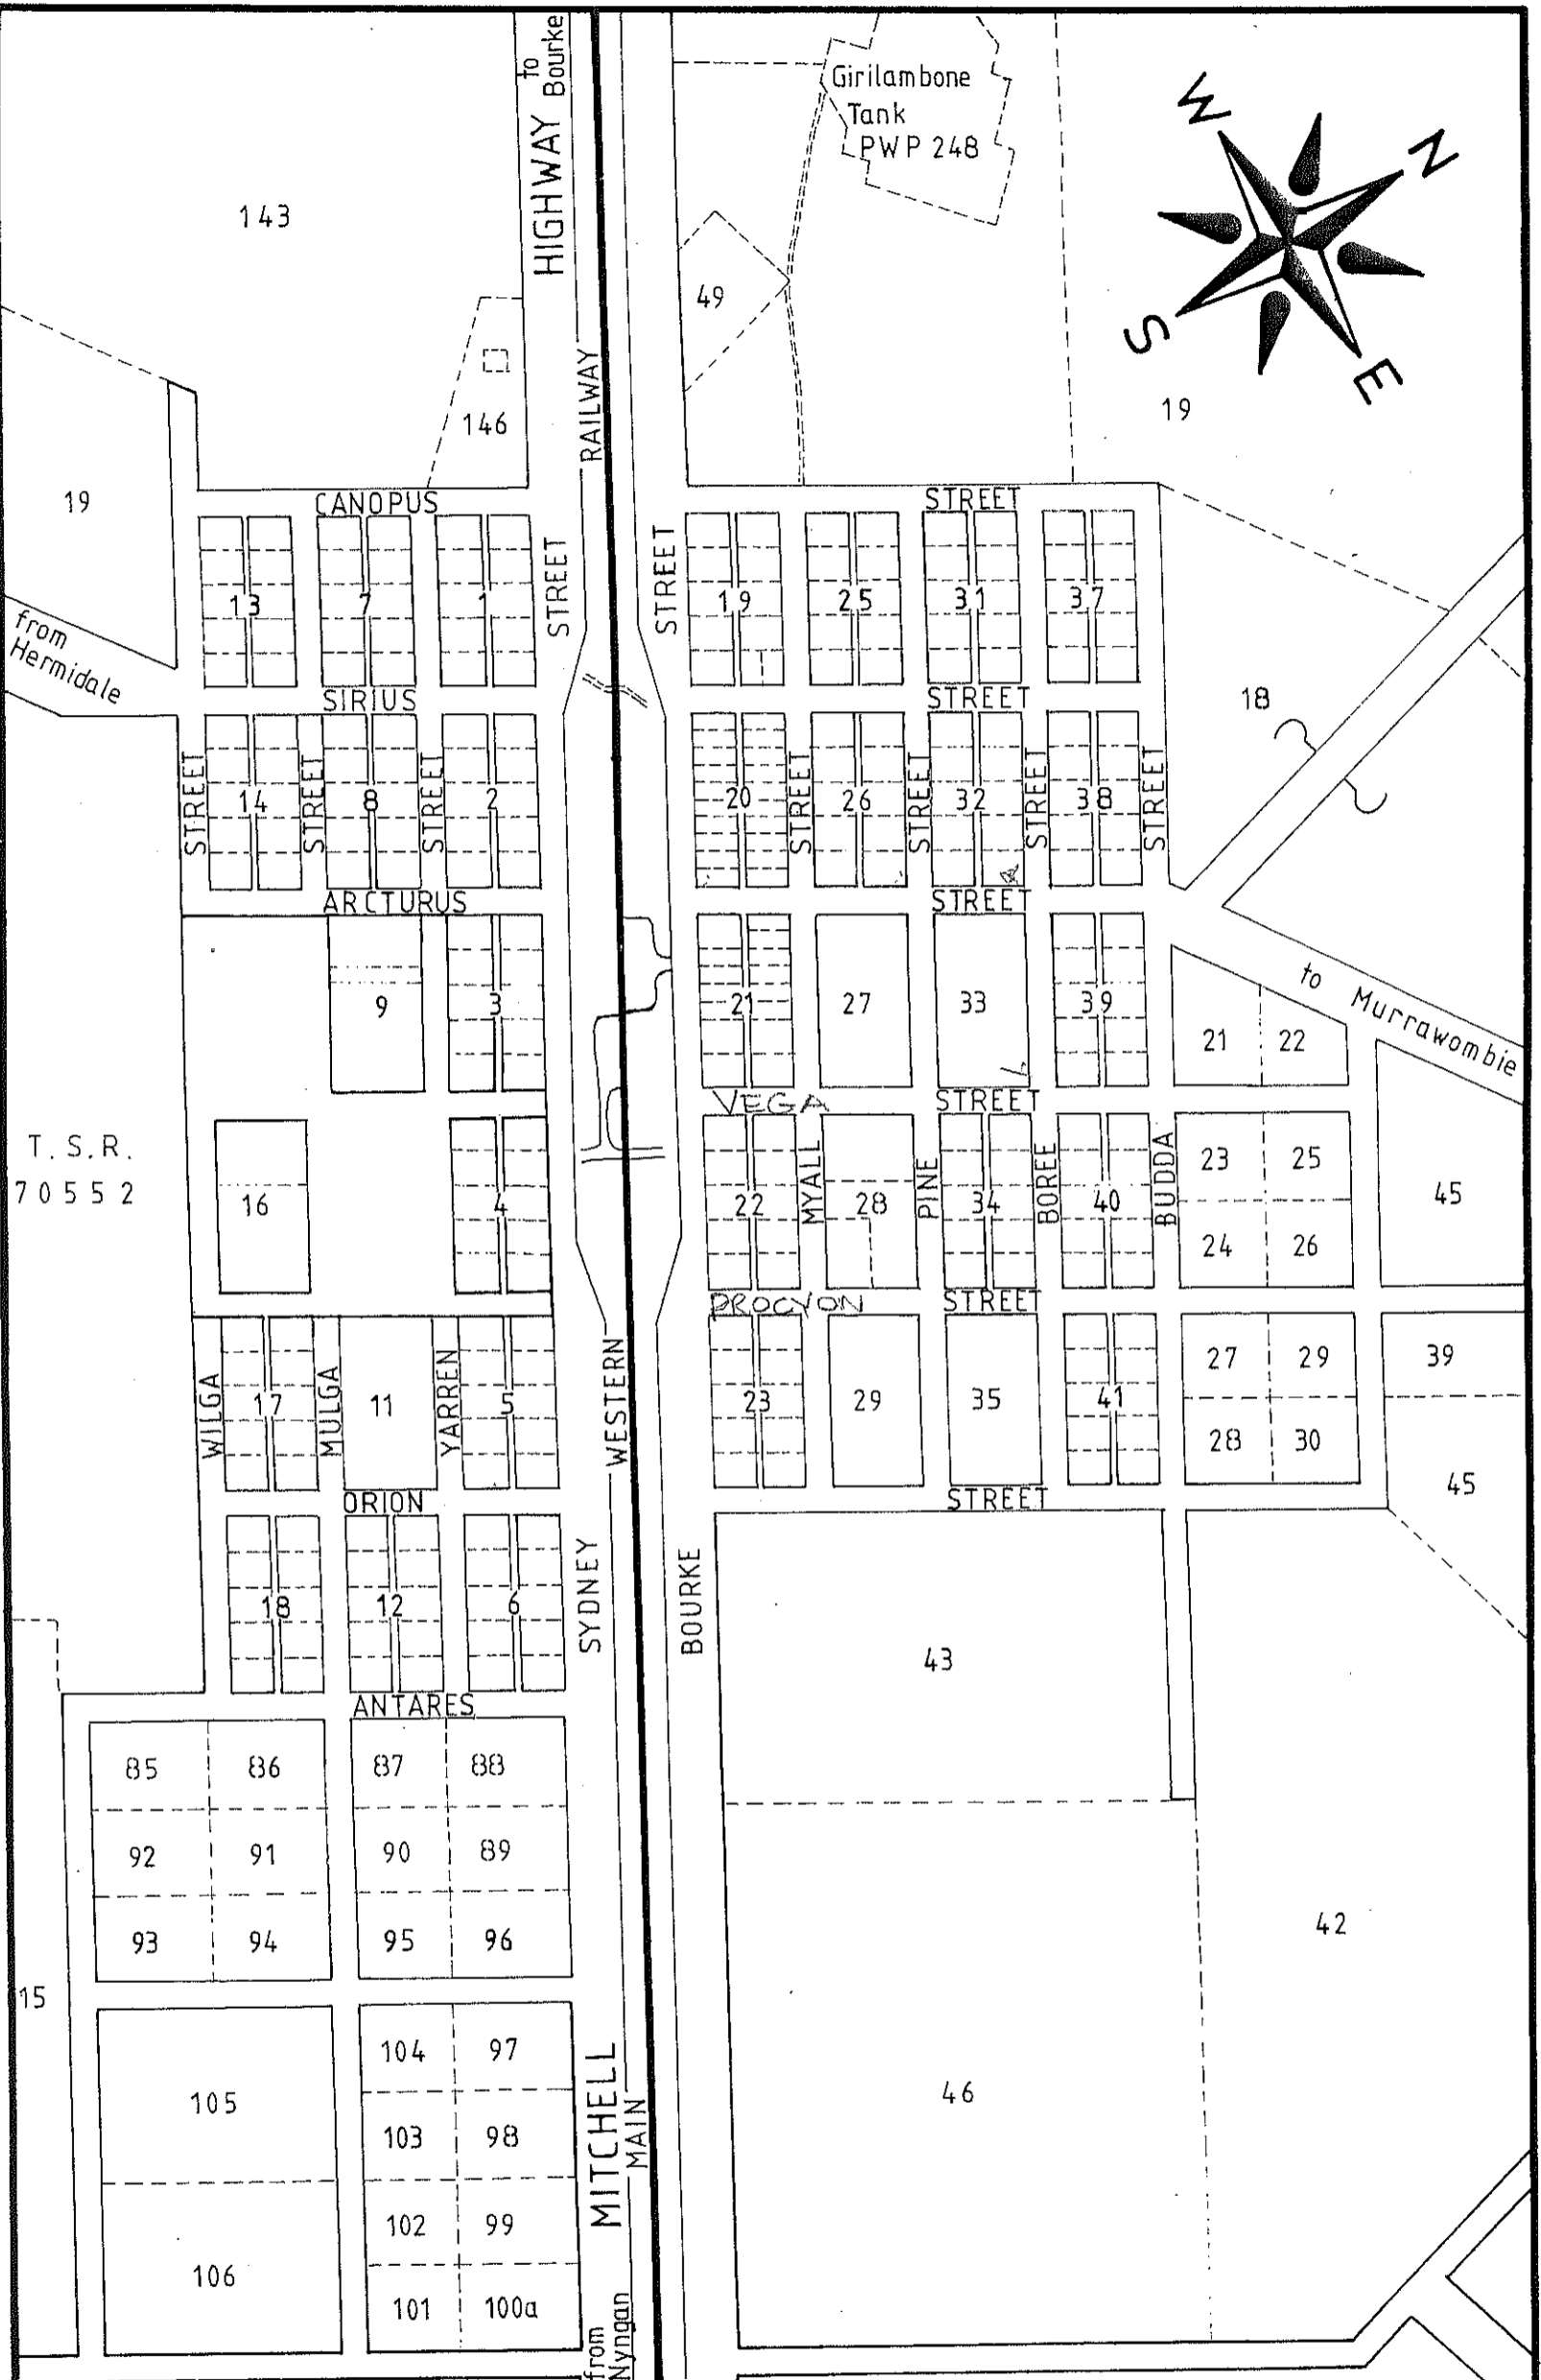 to
Bourke
HIGHWAY
Girilambone
Tank
PWP 248
W
N
S
E
143
49
146
19
19
RAILWAY
CANOPUS
STREET
STREET
STREET
13
7
1
19
25
31
37
from
Hermidale
SIRIUS
STREET
18
STREET
STREET
STREET
STREET
STREET
STREET
STREET
14
8
2
20
26
32
38
ARCTURUS
STREET
9
3
21
27
33
39
to Murrawombie
21
22
VEGA
STREET
T. S. R.
70552
16
4
22
MYALL
28
PINE
34
BOREE
40
BUDDA
23
25
24
26
45
PROCYON
STREET
WILGA
17
MULGA
11
YARREN
5
WESTERN
23
29
35
41
27
29
28
30
39
45
ORION
STREET
18
12
6
SYDNEY
BOURKE
43
ANTARES
85
86
87
88
92
91
90
89
93
94
95
96
42
15
104
97
105
103
98
MITCHELL
MAIN
46
102
99
106
101
100a
from
Nyngan